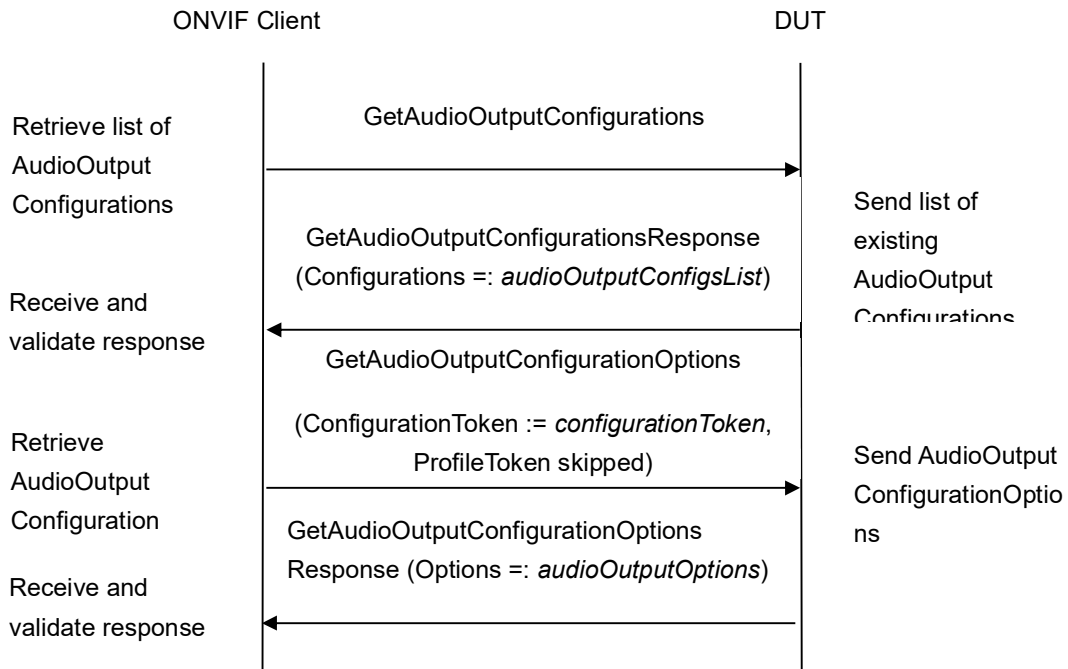 ONVIF Client
DUT
Retrieve list of
AudioOutput
Configurations
GetAudioOutputConfigurations
Send list of
existing
AudioOutput
Configurations
GetAudioOutputConfigurationsResponse
(Configurations =: audioOutputConfigsList)
Receive and
validate response
GetAudioOutputConfigurationOptions
(ConfigurationToken := configurationToken,
ProfileToken skipped)
Retrieve
AudioOutput
Configuration
Send AudioOutput
ConfigurationOptio
ns
GetAudioOutputConfigurationOptions
Response (Options =: audioOutputOptions)
Receive and
validate response